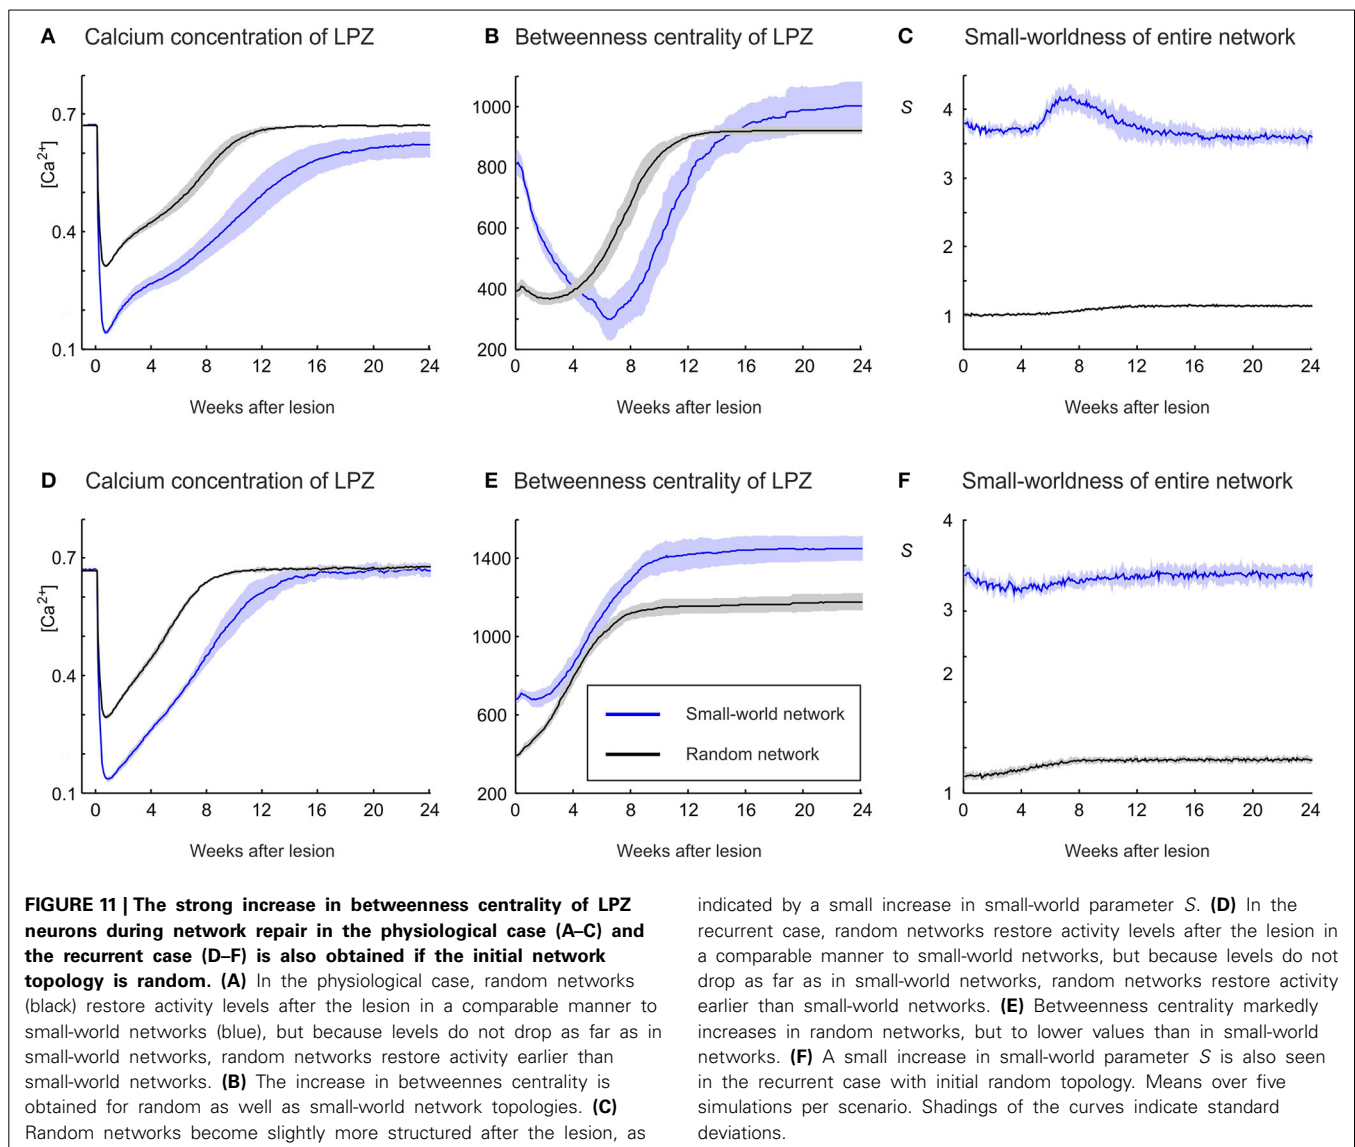 A Calcium concentration of LPZ
0.7
0.4
0.1
[Ca2+]
0 4 8 12 16 20 24
Weeks after lesion
B Betweenness centrality of LPZ
1000
800
600
400
200
0 4 8 12 16 20 24
Weeks after lesion
C Small-worldness of entire network
S
4
3
2
1
0 4 8 12 16 20 24
Weeks after lesion
D Calcium concentration of LPZ
0.7
0.4
0.1
[Ca2+]
0 4 8 12 16 20 24
Weeks after lesion
E Betweenness centrality of LPZ
1400
1000
600
200
Small-world network
Random network
0 4 8 12 16 20 24
Weeks after lesion
F Small-worldness of entire network
S
4
3
2
1
0 4 8 12 16 20 24
Weeks after lesion
FIGURE 11 | The strong increase in betweenness centrality of LPZ
neurons during network repair in the physiological case (A–C) and
the recurrent case (D–F) is also obtained if the initial network
topology is random. (A) In the physiological case, random networks
(black) restore activity levels after the lesion in a comparable manner to
small-world networks (blue), but because levels do not drop as far as in
small-world networks, random networks restore activity earlier than
small-world networks. (B) The increase in betweennes centrality is
obtained for random as well as small-world network topologies. (C)
Random networks become slightly more structured after the lesion, as
indicated by a small increase in small-world parameter S. (D) In the
recurrent case, random networks restore activity levels after the lesion in
a comparable manner to small-world networks, but because levels do not
drop as far as in small-world networks, random networks restore activity
earlier than small-world networks. (E) Betweenness centrality markedly
increases in random networks, but to lower values than in small-world
networks. (F) A small increase in small-world parameter S is also seen
in the recurrent case with initial random topology. Means over five
simulations per scenario. Shadings of the curves indicate standard
deviations.